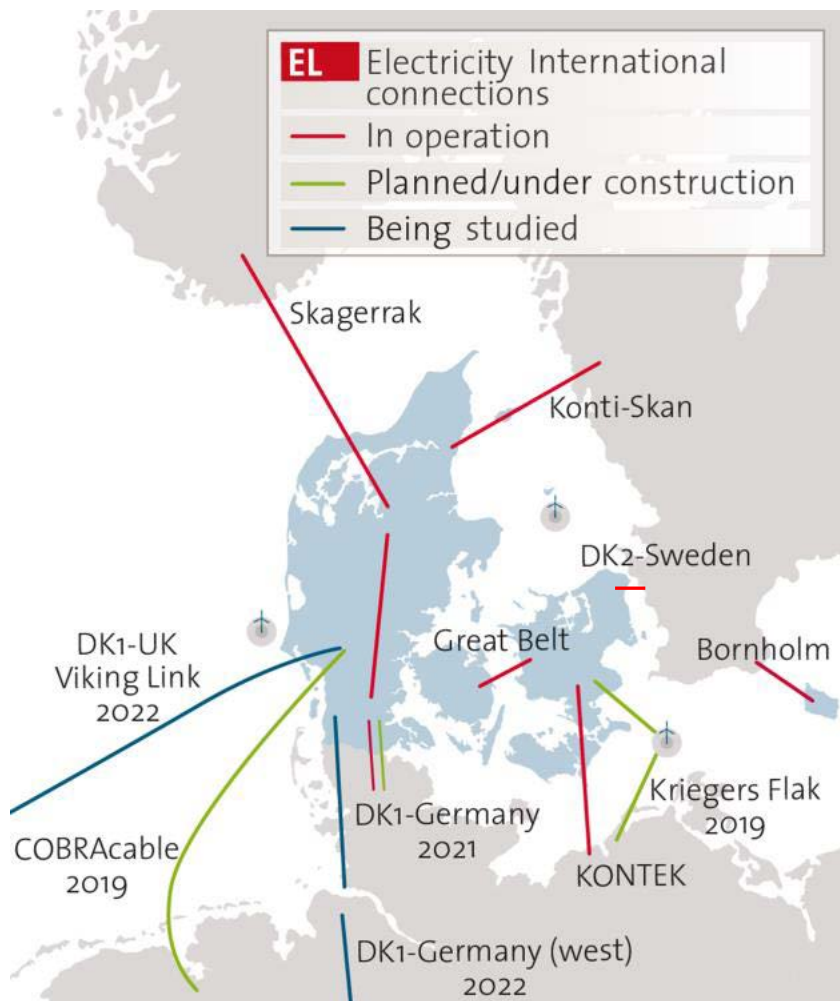 EL Electricity International
connections
In operation
Planned/under construction
Being studied
Skagerrak
Konti-Skan
DK2-Sweden
Great Belt
Bornholm
DK1-UK
Viking Link
2022
Kriegers Flak
2019
DK1-Germany
2021
COBRAcable
2019
KONTEK
DK1-Germany (west)
2022